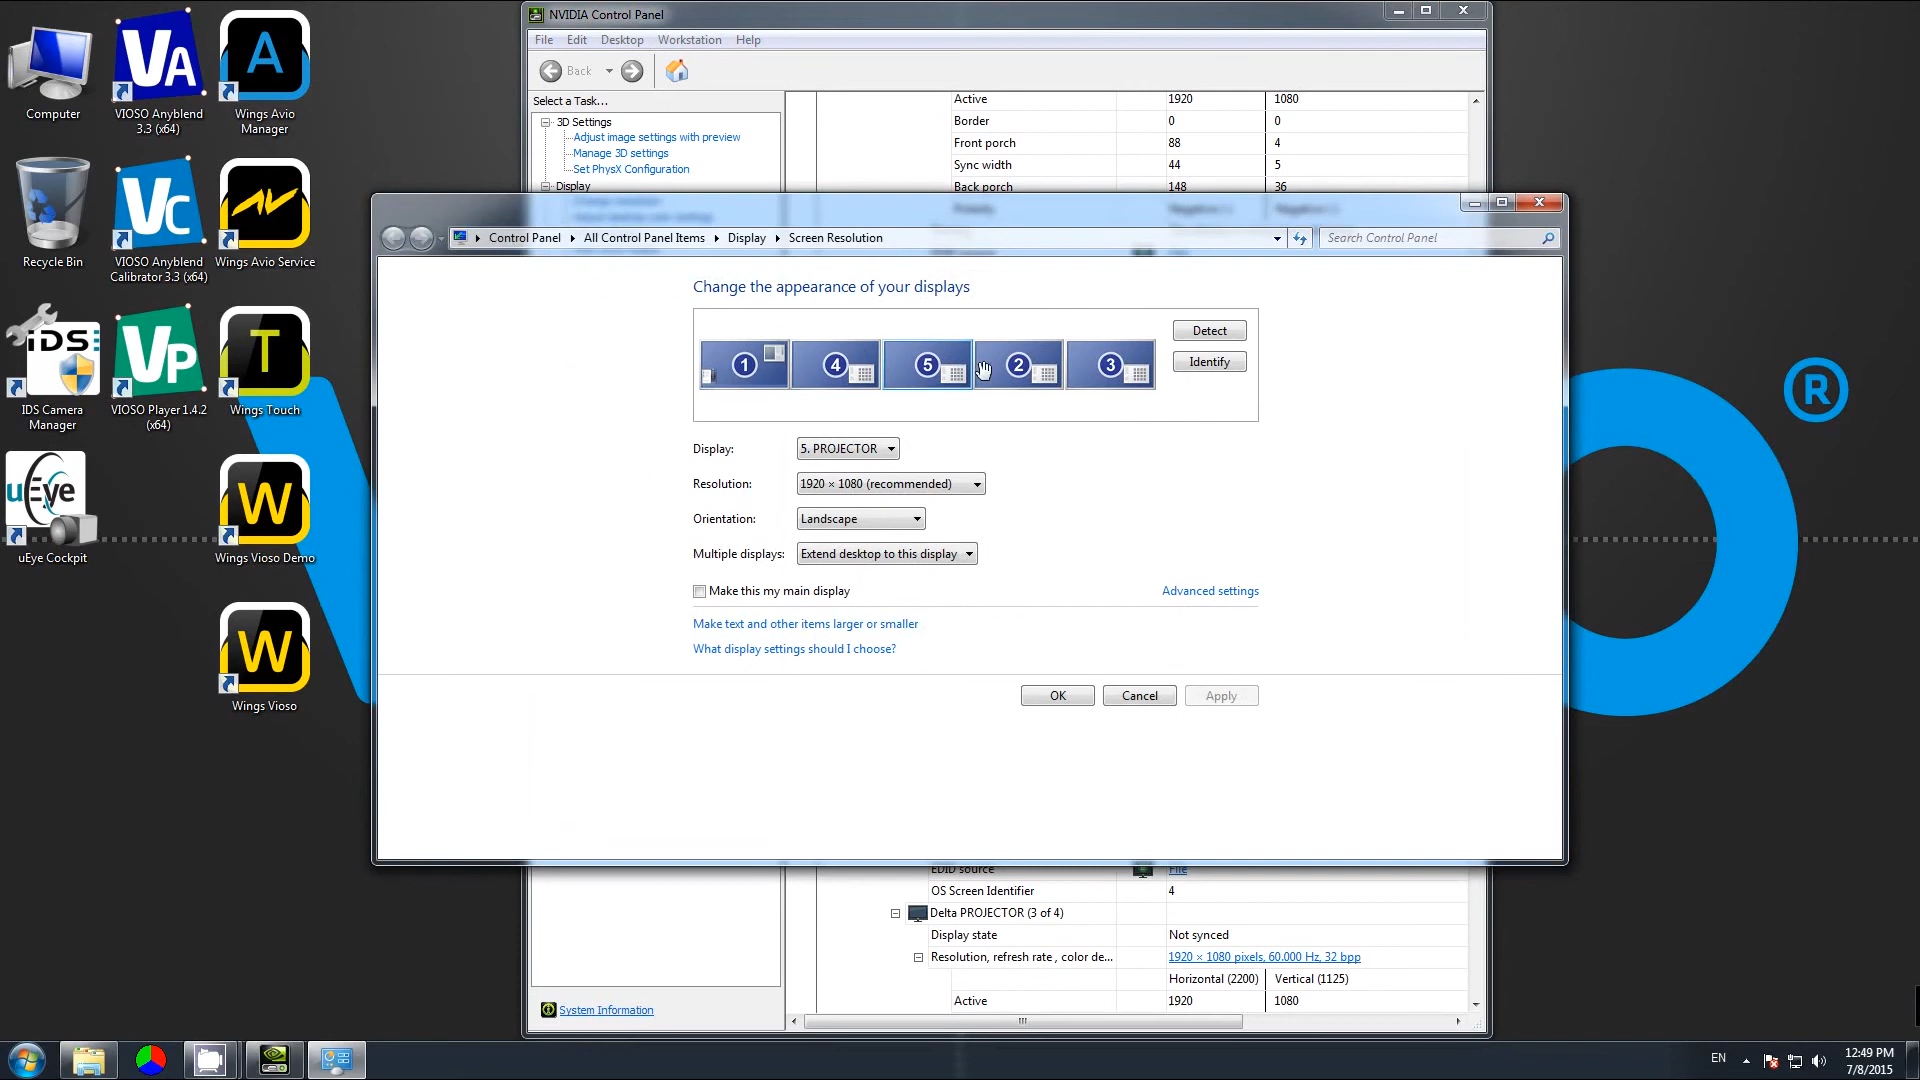 NVIDIA Control Panel
File Edit Desktop Workstation Help
Back
Select a Task...
3D Settings
Adjust image settings with preview
Manage 3D settings
Set PhysX Configuration
Display
Active 1920 1080
Border 0 0
Front porch 88 4
Sync width 44 5
Back porch 148 36
Control Panel All Control Panel Items Display Screen Resolution
Search Control Panel
Change the appearance of your displays
1 4 5 2 3
Detect
Identify
Display: 5. PROJECTOR
Resolution: 1920 × 1080 (recommended)
Orientation: Landscape
Multiple displays: Extend desktop to this display
Make this my main display
Advanced settings
Make text and other items larger or smaller
What display settings should I choose?
OK Cancel Apply
EDID source File
OS Screen Identifier 4
Delta PROJECTOR (3 of 4)
Display state Not synced
Resolution, refresh rate , color de... 1920 × 1080 pixels, 60.000 Hz, 32 bpp
Horizontal (2200) Vertical (1125)
Active 1920 1080
System Information
Computer
VA
VIOSO Anyblend
3.3 (x64)
A
Wings Avio
Manager
Recycle Bin
VC
VIOSO Anyblend
Calibrator 3.3 (x64)
Wings Avio Service
IDS
IDS Camera
Manager
VP
VIOSO Player 1.4.2
(x64)
T
Wings Touch
uEye
uEye Cockpit
W
Wings Vioso Demo
W
Wings Vioso
®
EN
12:49 PM
7/8/2015